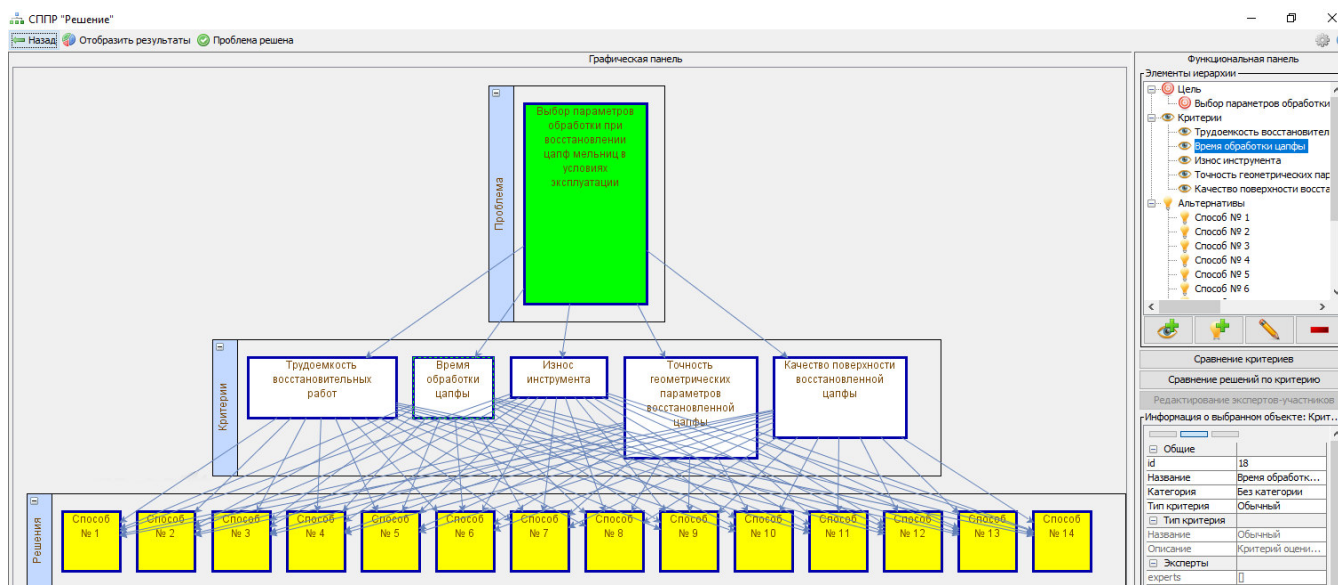 СППР "Решение"
Назад Отобразить результаты Проблема решена
Графическая панель
Проблема
Выбор параметров
обработки при
восстановлении
цапф мельниц в
условиях
эксплуатации
Критерии
Трудоемкость
восстановительных
работ
Время
обработки
цапфы
Износ
инструмента
Точность
геометрических
параметров
восстановленной
цапфы
Качество поверхности
восстановленной
цапфы
Решения
Способ
№ 1
Способ
№ 2
Способ
№ 3
Способ
№ 4
Способ
№ 5
Способ
№ 6
Способ
№ 7
Способ
№ 8
Способ
№ 9
Способ
№ 10
Способ
№ 11
Способ
№ 12
Способ
№ 13
Способ
№ 14
Функциональная панель
Элементы иерархии
Цель
Выбор параметров обработки
Критерии
Трудоемкость восстановител
Время обработки цапфы
Износ инструмента
Точность геометрических пар
Качество поверхности восста
Альтернативы
Способ № 1
Способ № 2
Способ № 3
Способ № 4
Способ № 5
Способ № 6
Сравнение критериев
Сравнение решений по критерию
Редактирование экспертов-участников
Информация о выбранном объекте: Крит...
Общие
id 18
Название Время обработк...
Категория Без категории
Тип критерия Обычный
Тип критерия
Название Обычный
Описание Критерий оцени...
Эксперты
experts []